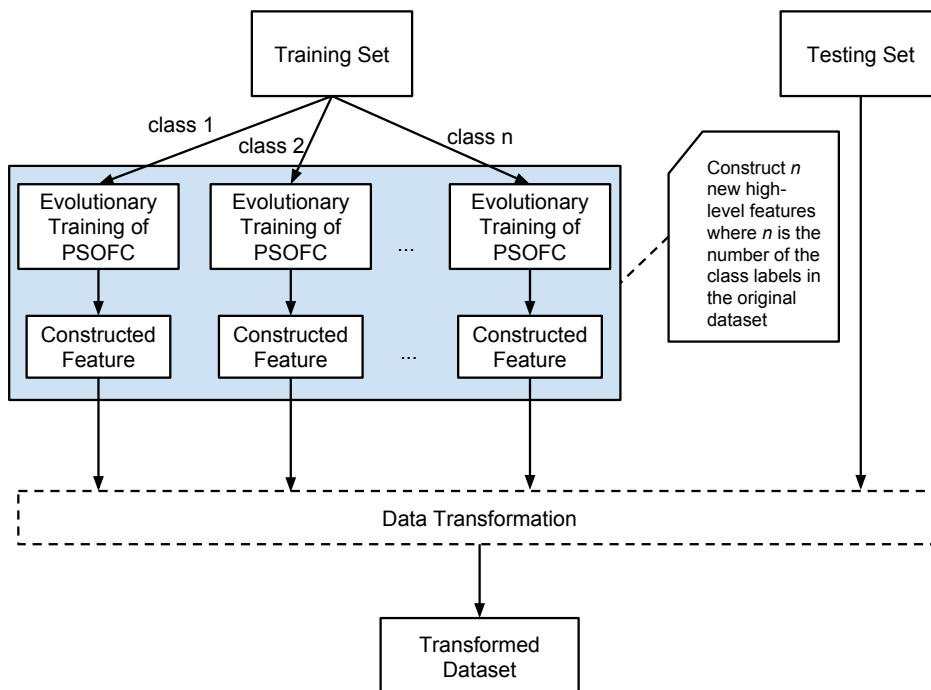 Training Set
Testing Set
class 1
class 2
class n
Evolutionary
Training of
PSOFC
Evolutionary
Training of
PSOFC
...
Evolutionary
Training of
PSOFC
Construct n
new high-
level features
where n is the
number of the
class labels in
the original
dataset
Constructed
Feature
Constructed
Feature
...
Constructed
Feature
Data Transformation
Transformed
Dataset